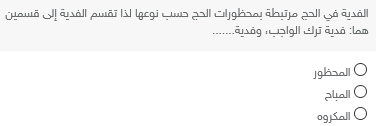 الفدية في الحج مرتبطة بمحظورات الحج حسب نوعها لذا تقسم الفدية إلى قسمين
هما: فدية ترك الواجب، وفدية.......
المحظور
المباح
المكروه